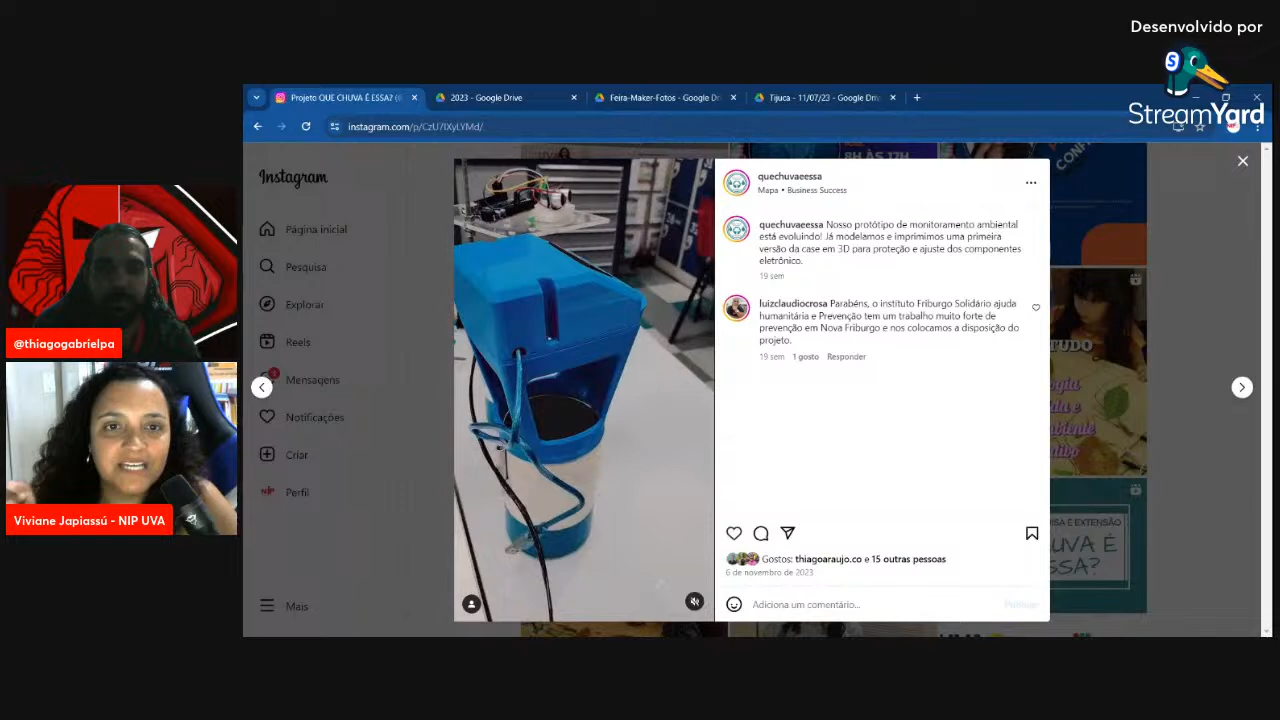 Desenvolvido por
StreamYard
Projeto QUE CHUVA É ESSA? (
2023 - Google Drive
Feira-Maker-Fotos - Google Dri
Tijuca - 11/07/23 - Google Driv
instagram.com/p/CzU7IXyLYMd/
Instagram
Página inicial
Pesquisa
Explorar
Reels
Mensagens
Notificações
Criar
Perfil
Mais
8H ÀS 17H
quechuvaeessa
Mapa • Business Success
quechuvaeessa Nosso protótipo de monitoramento ambiental
está evoluindo! Já modelamos e imprimimos uma primeira
versão da case em 3D para proteção e ajuste dos componentes
eletrônico.
19 sem
luizclaudiocrosa Parabéns, o instituto Friburgo Solidário ajuda
humanitária e Prevenção tem um trabalho muito forte de
prevenção em Nova Friburgo e nos colocamos a disposição do
projeto.
19 sem 1 gosto Responder
Gostos: thiagoaraujo.co e 15 outras pessoas
6 de novembro de 2023
Adiciona um comentário...
Publicar
@thiagogabrielpa
Viviane Japiassú - NIP UVA